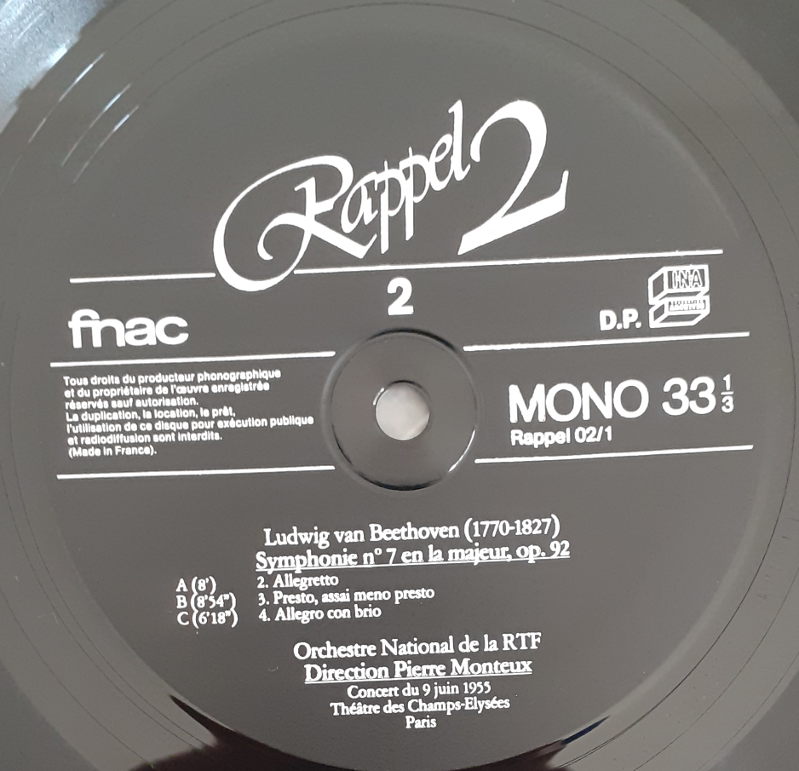 Rappel 2
2
fnac
D.P.
INA
Tous droits du producteur phonographique
et du propriétaire de l'œuvre enregistrée
réservés sauf autorisation.
La duplication, la location, le prêt,
l'utilisation de ce disque pour exécution publique
et radiodiffusion sont interdits.
(Made in France).
MONO 33 1/3
Rappel 02/1
Ludwig van Beethoven (1770-1827)
Symphonie n° 7 en la majeur, op. 92
A (8') 2. Allegretto
B (8'54") 3. Presto, assai meno presto
C (6'18") 4. Allegro con brio
Orchestre National de la RTF
Direction Pierre Monteux
Concert du 9 juin 1955
Théâtre des Champs-Elysées
Paris